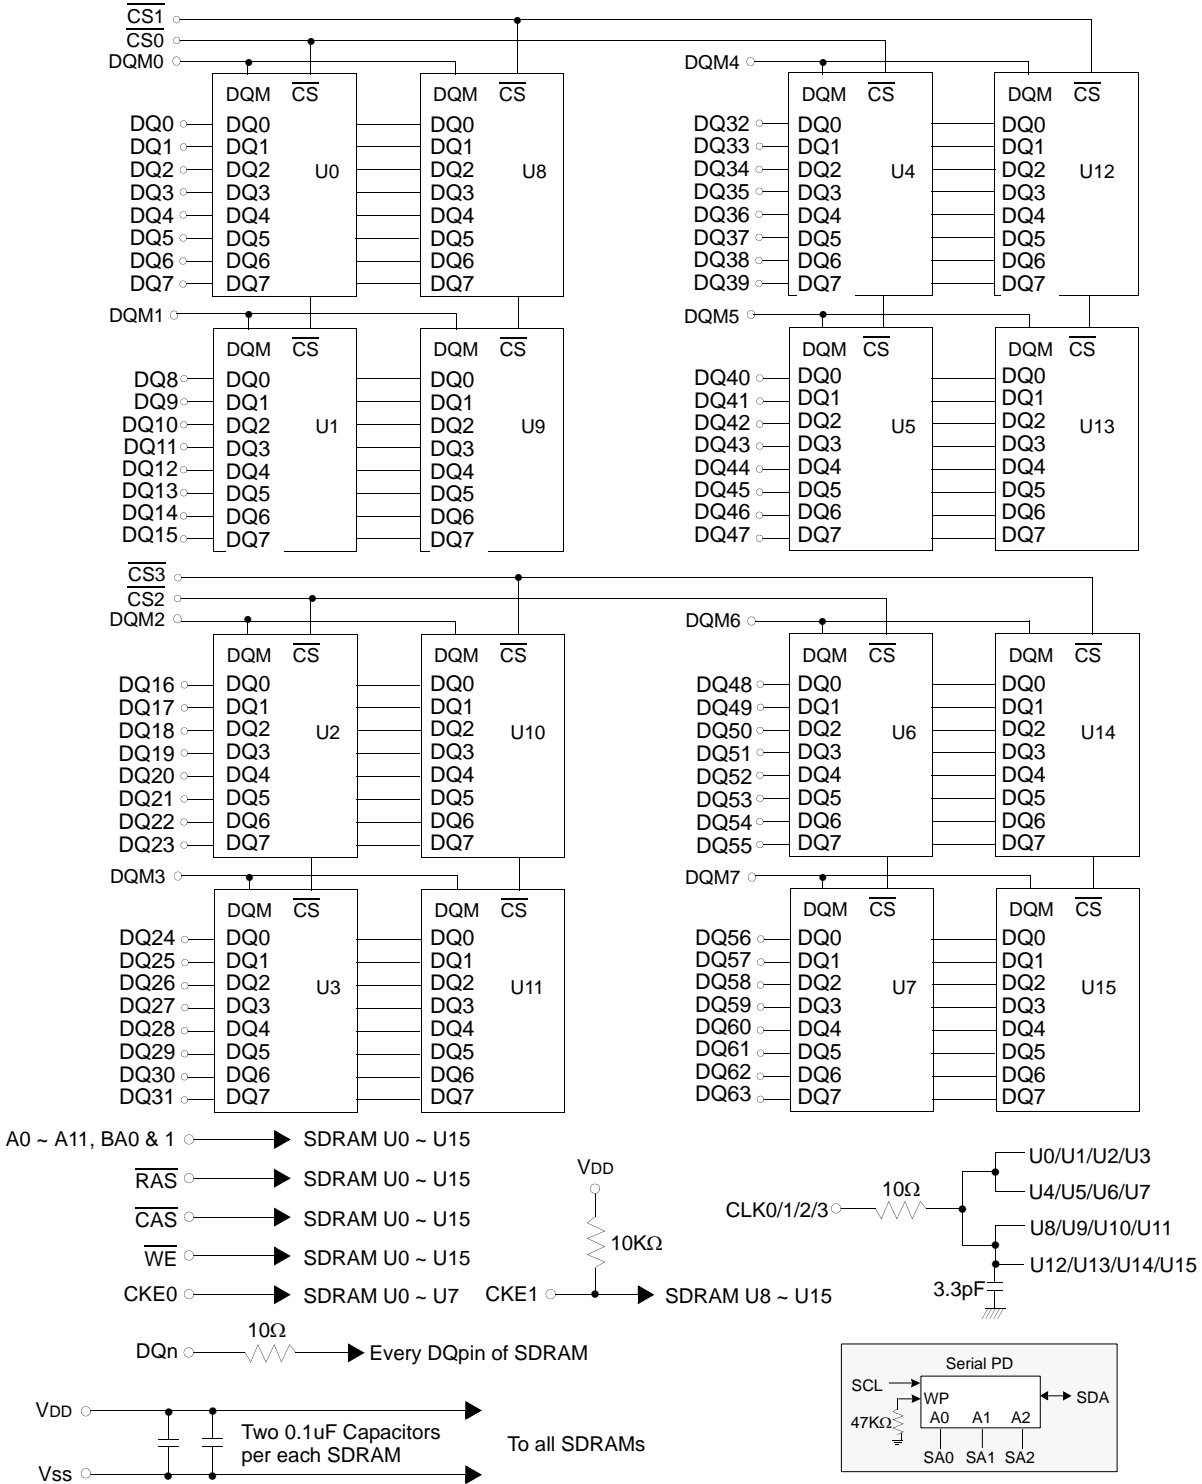 CS1
CS0
DQM0 DQM4
DQM CS DQM CS DQM CS DQM CS
DQ0 DQ0 DQ0 DQ32 DQ0 DQ0
DQ1 DQ1 DQ1 DQ33 DQ1 DQ1
DQ2 DQ2 U0 DQ2 U8 DQ34 DQ2 U4 DQ2 U12
DQ3 DQ3 DQ3 DQ35 DQ3 DQ3
DQ4 DQ4 DQ4 DQ36 DQ4 DQ4
DQ5 DQ5 DQ5 DQ37 DQ5 DQ5
DQ6 DQ6 DQ6 DQ38 DQ6 DQ6
DQ7 DQ7 DQ7 DQ39 DQ7 DQ7
DQM1 DQM5
DQM CS DQM CS DQM CS DQM CS
DQ8 DQ0 DQ0 DQ40 DQ0 DQ0
DQ9 DQ1 DQ1 DQ41 DQ1 DQ1
DQ10 DQ2 U1 DQ2 U9 DQ42 DQ2 U5 DQ2 U13
DQ11 DQ3 DQ3 DQ43 DQ3 DQ3
DQ12 DQ4 DQ4 DQ44 DQ4 DQ4
DQ13 DQ5 DQ5 DQ45 DQ5 DQ5
DQ14 DQ6 DQ6 DQ46 DQ6 DQ6
DQ15 DQ7 DQ7 DQ47 DQ7 DQ7
CS3
CS2
DQM2 DQM6
DQM CS DQM CS DQM CS DQM CS
DQ16 DQ0 DQ0 DQ48 DQ0 DQ0
DQ17 DQ1 DQ1 DQ49 DQ1 DQ1
DQ18 DQ2 U2 DQ2 U10 DQ50 DQ2 U6 DQ2 U14
DQ19 DQ3 DQ3 DQ51 DQ3 DQ3
DQ20 DQ4 DQ4 DQ52 DQ4 DQ4
DQ21 DQ5 DQ5 DQ53 DQ5 DQ5
DQ22 DQ6 DQ6 DQ54 DQ6 DQ6
DQ23 DQ7 DQ7 DQ55 DQ7 DQ7
DQM3 DQM7
DQM CS DQM CS DQM CS DQM CS
DQ24 DQ0 DQ0 DQ56 DQ0 DQ0
DQ25 DQ1 DQ1 DQ57 DQ1 DQ1
DQ26 DQ2 U3 DQ2 U11 DQ58 DQ2 U7 DQ2 U15
DQ27 DQ3 DQ3 DQ59 DQ3 DQ3
DQ28 DQ4 DQ4 DQ60 DQ4 DQ4
DQ29 DQ5 DQ5 DQ61 DQ5 DQ5
DQ30 DQ6 DQ6 DQ62 DQ6 DQ6
DQ31 DQ7 DQ7 DQ63 DQ7 DQ7
A0 ~ A11, BA0 & 1 SDRAM U0 ~ U15
RAS SDRAM U0 ~ U15
CAS SDRAM U0 ~ U15
WE SDRAM U0 ~ U15
CKE0 SDRAM U0 ~ U7
VDD
10KΩ
CKE1 SDRAM U8 ~ U15
U0/U1/U2/U3
10Ω
U4/U5/U6/U7
CLK0/1/2/3
U8/U9/U10/U11
U12/U13/U14/U15
3.3pF
10Ω
DQn Every DQpin of SDRAM
VDD
Two 0.1uF Capacitors
per each SDRAM
To all SDRAMs
Vss
Serial PD
SCL
WP SDA
47KΩ A0 A1 A2
SA0 SA1 SA2